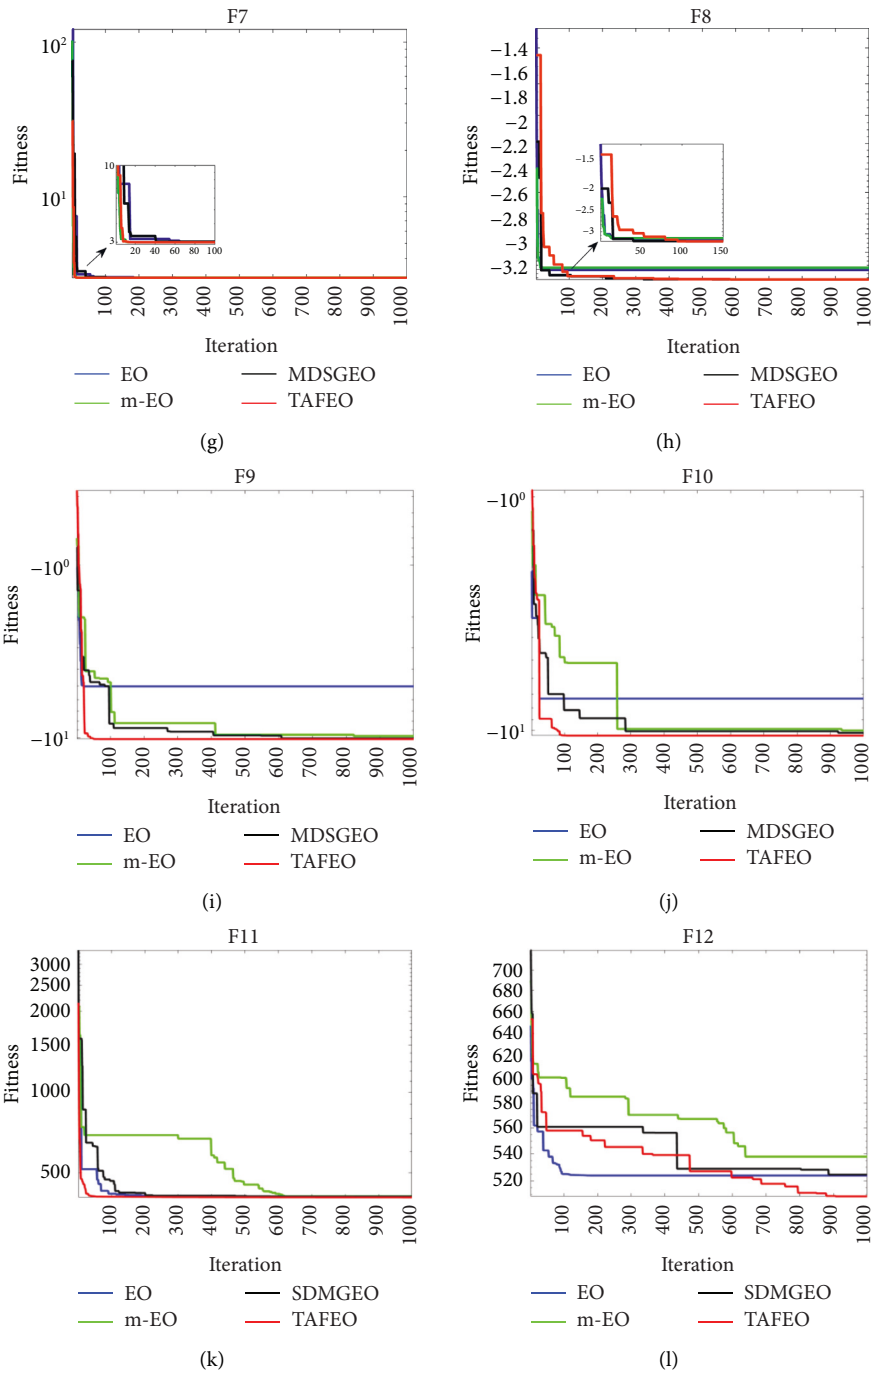 F7
Fitness
10²
10¹
10
3
20 40 60 80 100
100 200 300 400 500 600 700 800 900 1000
Iteration
EO
MDSGEO
m-EO
TAFEO
(g)
F8
Fitness
−1.4
−1.6
−1.8
−2
−2.2
−2.4
−2.6
−2.8
−3
−3.2
−1.5
−2
−2.5
−3
50 100 150
100 200 300 400 500 600 700 800 900 1000
Iteration
EO
MDSGEO
m-EO
TAFEO
(h)
F9
Fitness
−10⁰
−10¹
100 200 300 400 500 600 700 800 900 1000
Iteration
EO
MDSGEO
m-EO
TAFEO
(i)
F10
Fitness
-10⁰
−10¹
100 200 300 400 500 600 700 800 900 1000
Iteration
EO
MDSGEO
m-EO
TAFEO
(j)
F11
Fitness
3000
2500
2000
1500
1000
500
100 200 300 400 500 600 700 800 900 1000
Iteration
EO
SDMGEO
m-EO
TAFEO
(k)
F12
Fitness
700
680
660
640
620
600
580
560
540
520
100 200 300 400 500 600 700 800 900 1000
Iteration
EO
SDMGEO
m-EO
TAFEO
(l)